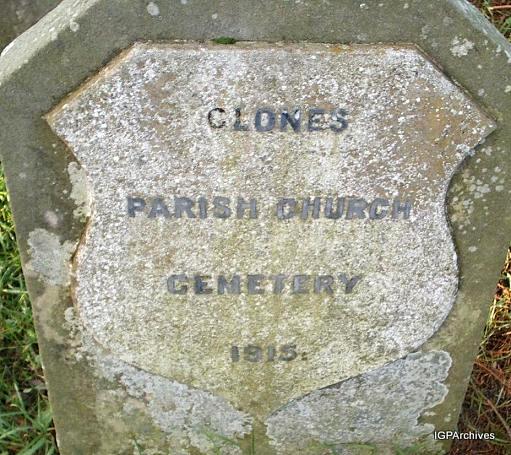 CLONES
PARISH CHURCH
CEMETERY
1915.
IGPArchives